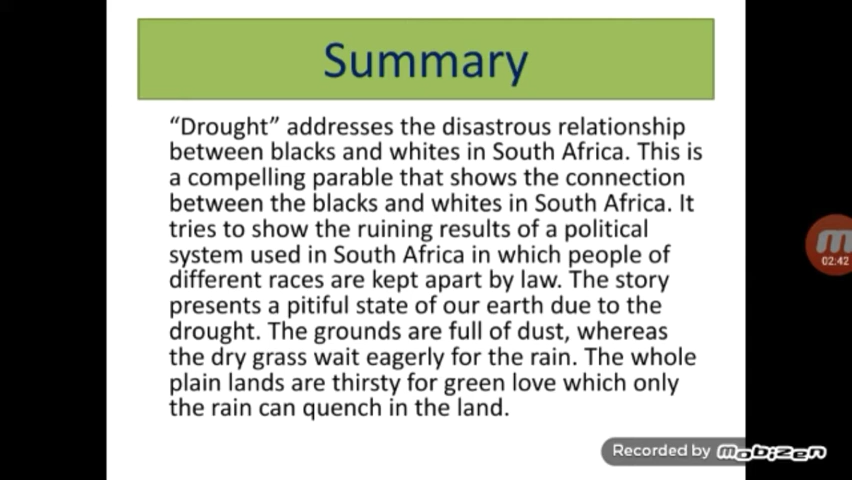 Summary
“Drought” addresses the disastrous relationship
between blacks and whites in South Africa. This is
a compelling parable that shows the connection
between the blacks and whites in South Africa. It
tries to show the ruining results of a political
system used in South Africa in which people of
different races are kept apart by law. The story
presents a pitiful state of our earth due to the
drought. The grounds are full of dust, whereas
the dry grass wait eagerly for the rain. The whole
plain lands are thirsty for green love which only
the rain can quench in the land.
02:42
Recorded by mobizen